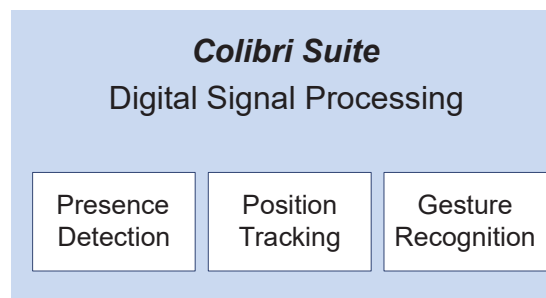 Colibri Suite
Digital Signal Processing
Presence
Detection
Position
Tracking
Gesture
Recognition